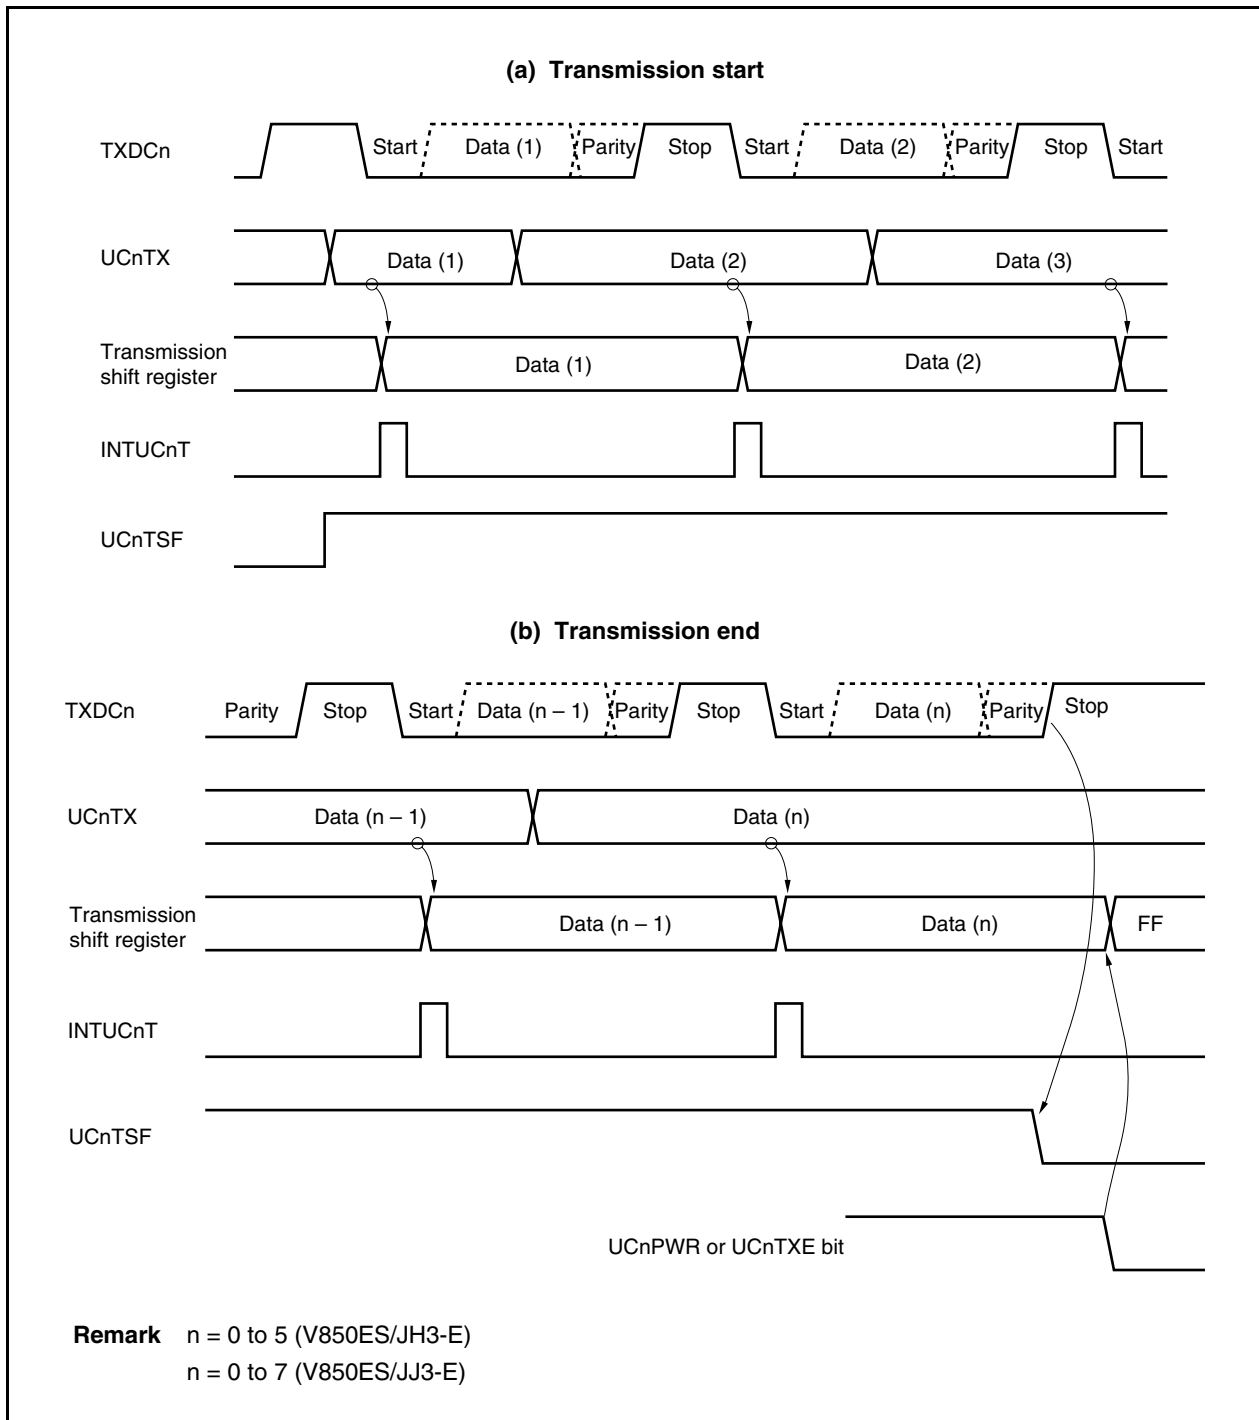 (a) Transmission start
TXDCn
Start Data (1) Parity Stop Start Data (2) Parity Stop Start
UCnTX
Data (1) Data (2) Data (3)
Transmission
shift register
Data (1) Data (2)
INTUCnT
UCnTSF
(b) Transmission end
TXDCn
Parity Stop Start Data (n – 1) Parity Stop Start Data (n) Parity Stop
UCnTX
Data (n – 1) Data (n)
Transmission
shift register
Data (n – 1) Data (n) FF
INTUCnT
UCnTSF
UCnPWR or UCnTXE bit
Remark n = 0 to 5 (V850ES/JH3-E)
n = 0 to 7 (V850ES/JJ3-E)